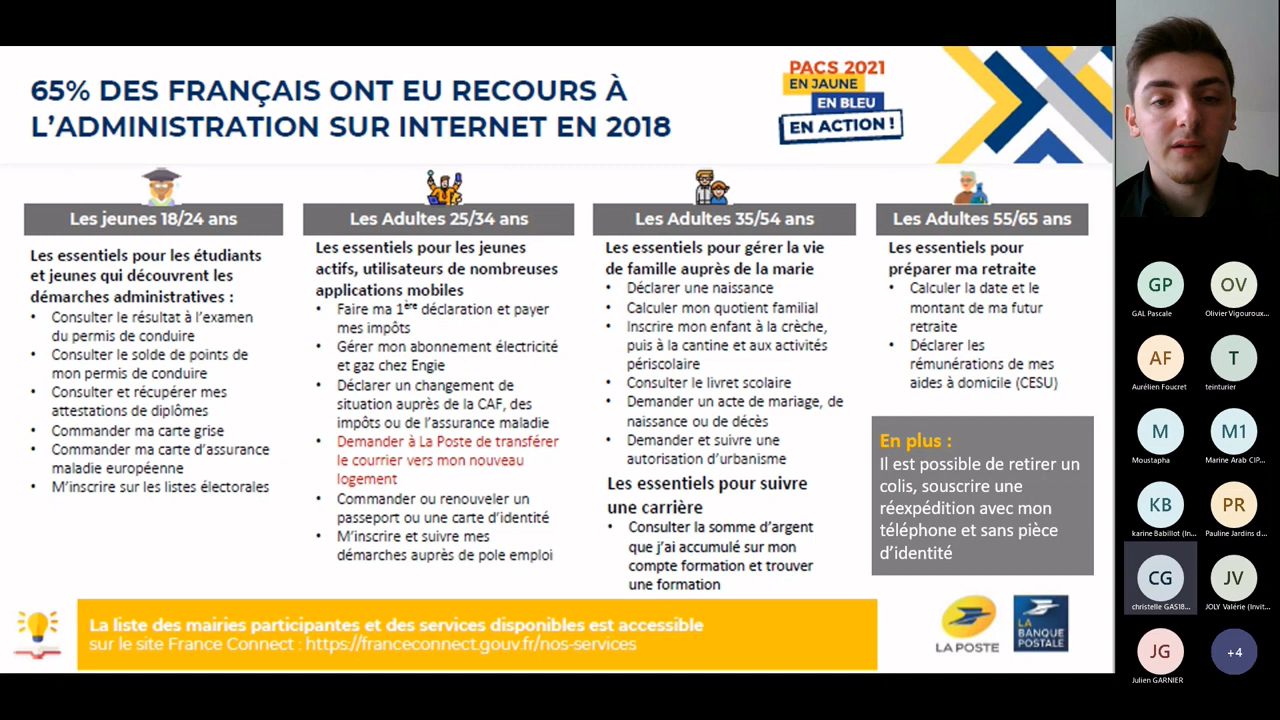 65% DES FRANÇAIS ONT EU RECOURS À
L'ADMINISTRATION SUR INTERNET EN 2018
PACS 2021
EN JAUNE
EN BLEU
EN ACTION !
Les jeunes 18/24 ans
Les essentiels pour les étudiants
et jeunes qui découvrent les
démarches administratives :
• Consulter le résultat à l'examen
du permis de conduire
• Consulter le solde de points de
mon permis de conduire
• Consulter et récupérer mes
attestations de diplômes
• Commander ma carte grise
• Commander ma carte d'assurance
maladie européenne
• M'inscrire sur les listes électorales
Les Adultes 25/34 ans
Les essentiels pour les jeunes
actifs, utilisateurs de nombreuses
applications mobiles
• Faire ma 1ère déclaration et payer
mes impôts
• Gérer mon abonnement électricité
et gaz chez Engie
• Déclarer un changement de
situation auprès de la CAF, des
impôts ou de l'assurance maladie
• Demander à La Poste de transférer
le courrier vers mon nouveau
logement
• Commander ou renouveler un
passeport ou une carte d'identité
• M'inscrire et suivre mes
démarches auprès de pole emploi
Les Adultes 35/54 ans
Les essentiels pour gérer la vie
de famille auprès de la marie
• Déclarer une naissance
• Calculer mon quotient familial
• Inscrire mon enfant à la crèche,
puis à la cantine et aux activités
périscolaire
• Consulter le livret scolaire
• Demander un acte de mariage, de
naissance ou de décès
• Demander et suivre une
autorisation d'urbanisme
Les essentiels pour suivre
une carrière
• Consulter la somme d'argent
que j'ai accumulé sur mon
compte formation et trouver
une formation
Les Adultes 55/65 ans
Les essentiels pour
préparer ma retraite
• Calculer la date et le
montant de ma futur
retraite
• Déclarer les
rémunérations de mes
aides à domicile (CESU)
En plus :
Il est possible de retirer un
colis, souscrire une
réexpédition avec mon
téléphone et sans pièce
d'identité
La liste des mairies participantes et des services disponibles est accessible
sur le site France Connect : https://franceconnect.gouv.fr/nos-services
LA POSTE
LA
BANQUE
POSTALE
GP
GAL Pascale
OV
Olivier Vigouroux...
AF
Aurélien Foucret
T
teinturier
M
Moustapha
M1
Marine Arab CIP...
KB
karine Babillot (In...
PR
Pauline Jardins d...
CG
christelle GAS18...
JV
JOLY Valérie (Invit...
JG
Julien GARNIER
+4